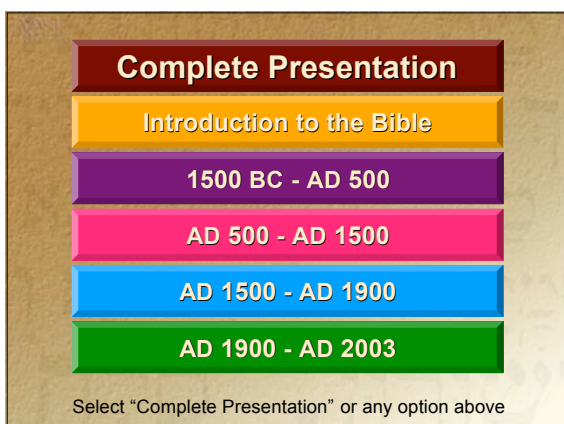 Complete Presentation
Introduction to the Bible
1500 BC - AD 500
AD 500 - AD 1500
AD 1500 - AD 1900
AD 1900 - AD 2003
Select “Complete Presentation” or any option above